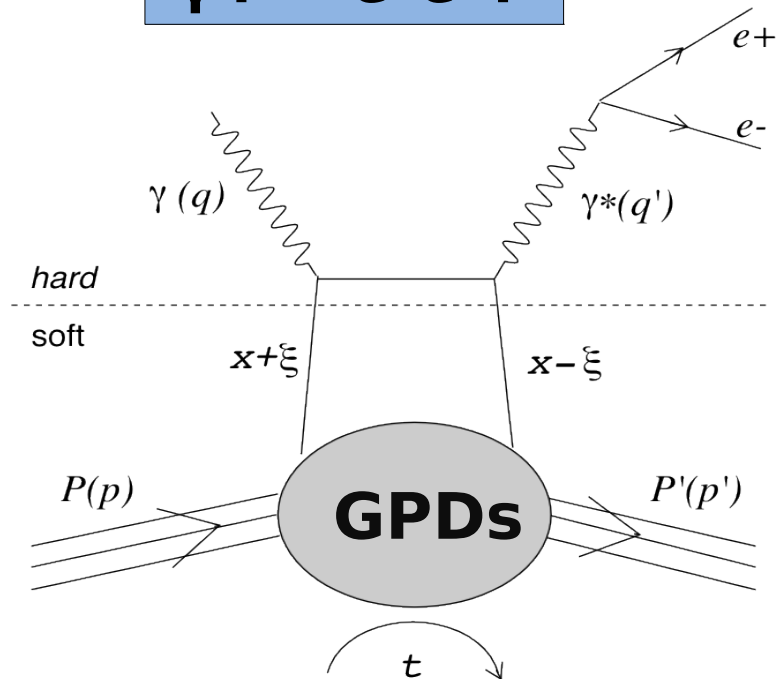 e+
e-
γ (q)
γ*(q')
hard
soft
x+ξ
x−ξ
P(p)
P'(p')
GPDs
t